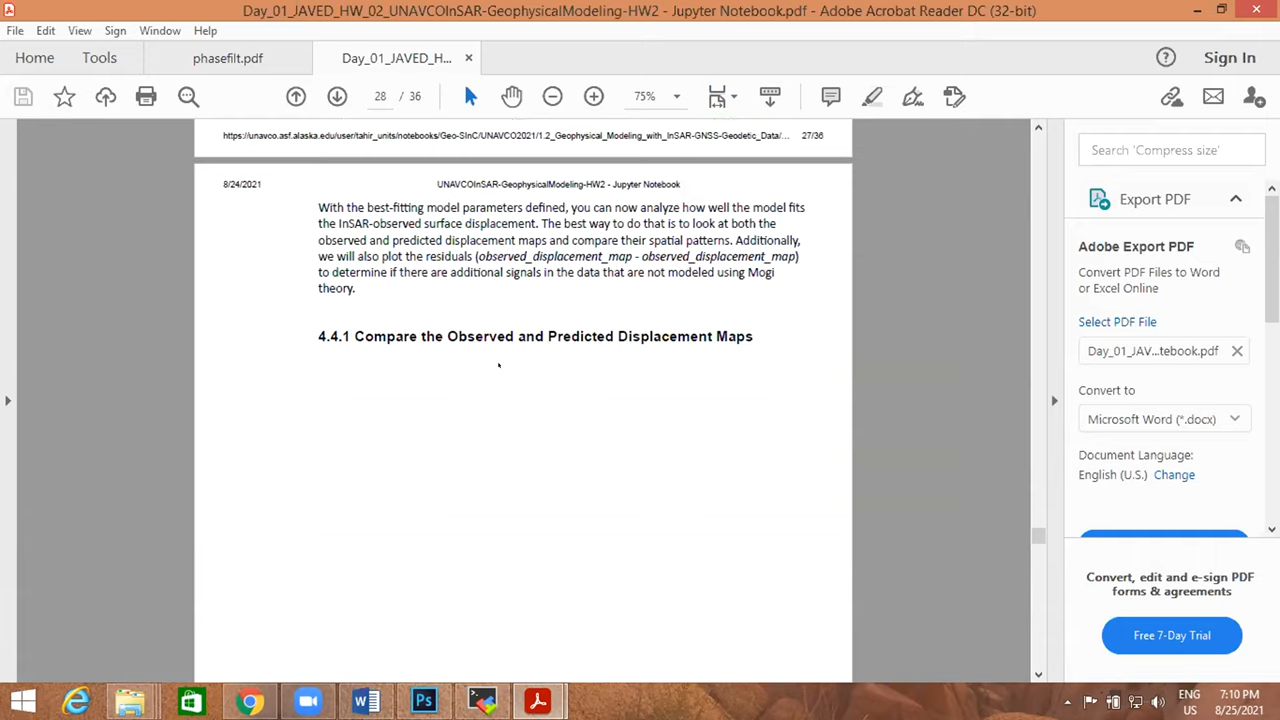 Day_01_JAVED_HW_02_UNAVCOInSAR-GeophysicalModeling-HW2 - Jupyter Notebook.pdf - Adobe Acrobat Reader DC (32-bit)
File Edit View Sign Window Help
Home Tools phasefilt.pdf Day_01_JAVED_H... × Sign In
28 / 36 75%
https://unavco.asf.alaska.edu/user/tahir_units/notebooks/Geo-SInC/UNAVCO2021/1.2_Geophysical_Modeling_with_InSAR-GNSS-Geodetic_Data/... 27/36
8/24/2021 UNAVCOInSAR-GeophysicalModeling-HW2 - Jupyter Notebook
With the best-fitting model parameters defined, you can now analyze how well the model fits
the InSAR-observed surface displacement. The best way to do that is to look at both the
observed and predicted displacement maps and compare their spatial patterns. Additionally,
we will also plot the residuals (observed_displacement_map - observed_displacement_map)
to determine if there are additional signals in the data that are not modeled using Mogi
theory.
4.4.1 Compare the Observed and Predicted Displacement Maps
Search 'Compress size'
Export PDF
Adobe Export PDF
Convert PDF Files to Word
or Excel Online
Select PDF File
Day_01_JAV...tebook.pdf
Convert to
Microsoft Word (*.docx)
Document Language:
English (U.S.) Change
Convert, edit and e-sign PDF
forms & agreements
Free 7-Day Trial
Ps
ENG
US
7:10 PM
8/25/2021